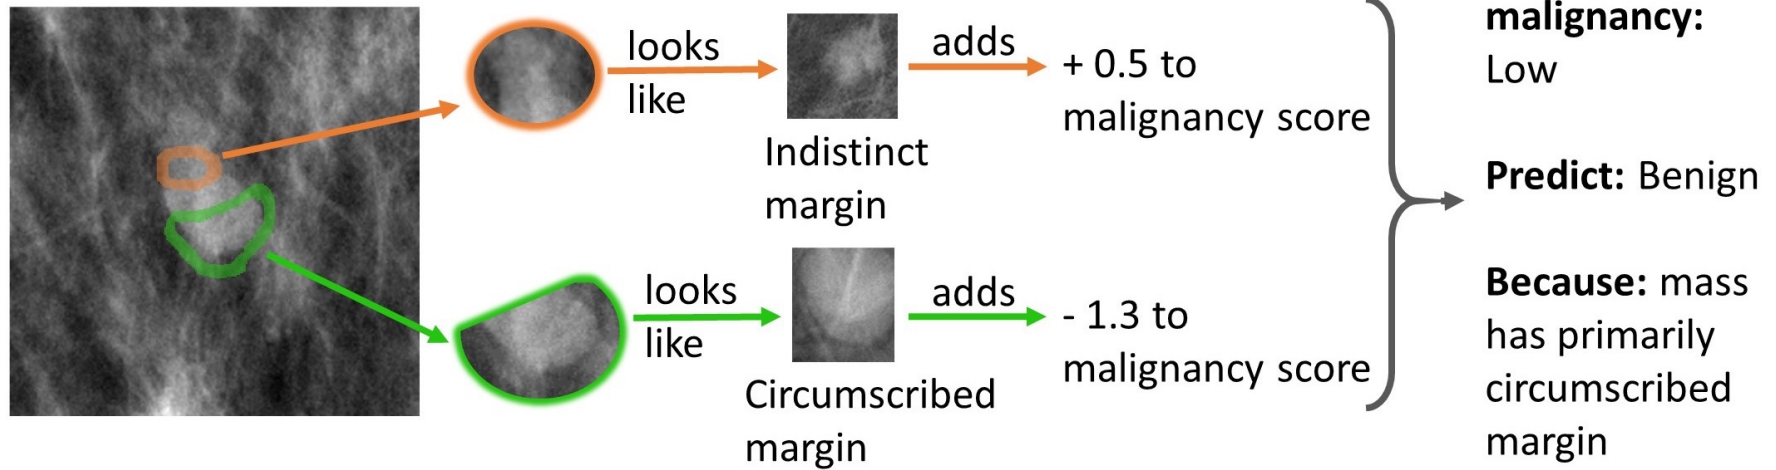 looks
like
adds
+ 0.5 to
malignancy score
Indistinct
margin
looks
like
adds
- 1.3 to
malignancy score
Circumscribed
margin
malignancy:
Low
Predict: Benign
Because: mass
has primarily
circumscribed
margin